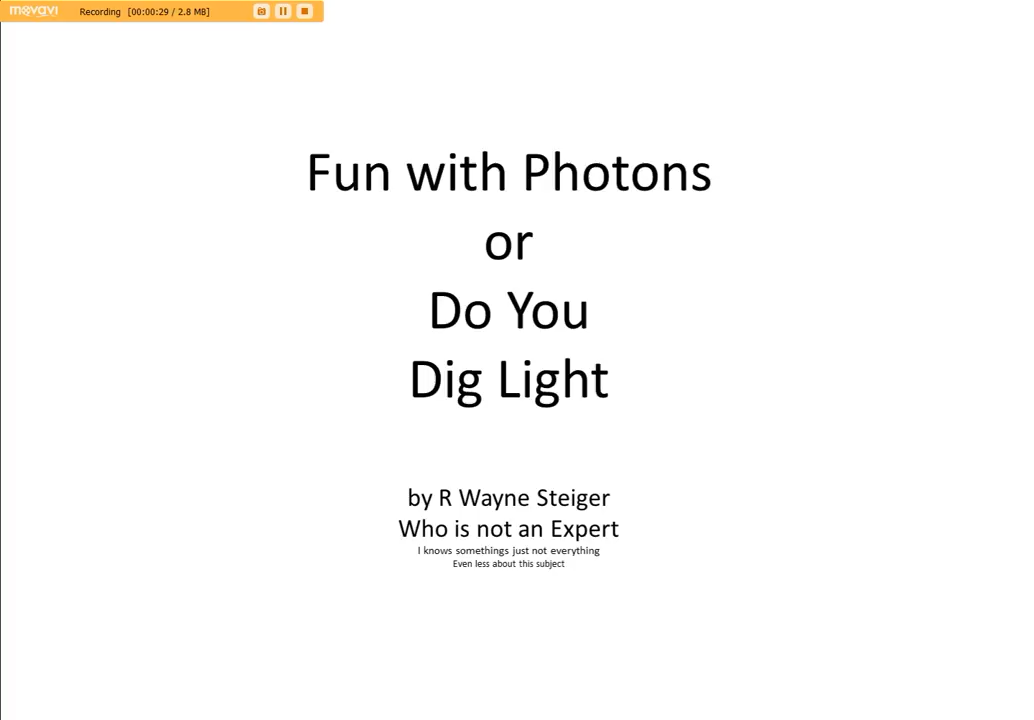 movavi Recording [00:00:29 / 2.8 MB]
Fun with Photons
or
Do You
Dig Light
by R Wayne Steiger
Who is not an Expert
I knows somethings just not everything
Even less about this subject